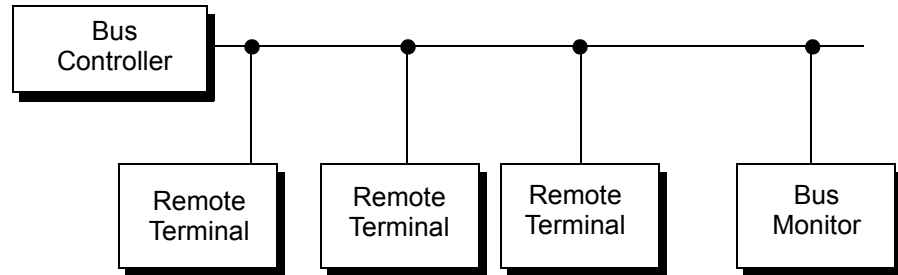 Bus
Controller
Remote
Terminal
Remote
Terminal
Remote
Terminal
Bus
Monitor